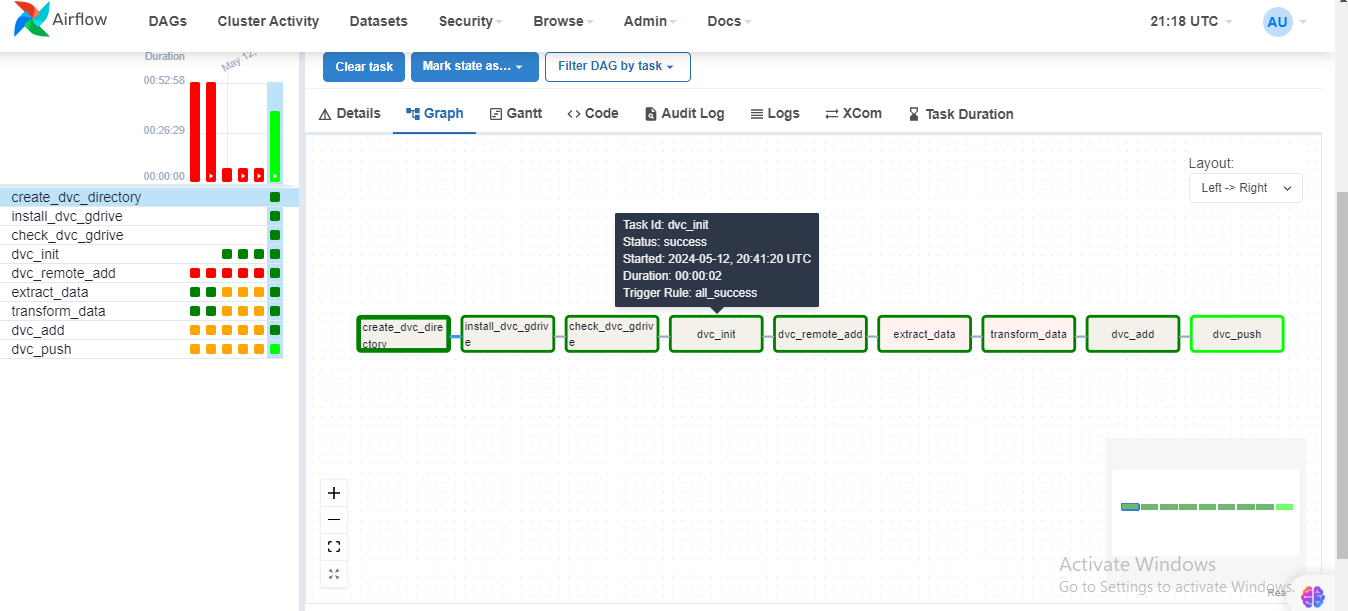 Airflow
DAGs
Cluster Activity
Datasets
Security
Browse
Admin
Docs
21:18 UTC
AU
Duration
May 12,
00:52:58
00:26:29
00:00:00
create_dvc_directory
install_dvc_gdrive
check_dvc_gdrive
dvc_init
dvc_remote_add
extract_data
transform_data
dvc_add
dvc_push
Clear task
Mark state as...
Filter DAG by task
Details
Graph
Gantt
Code
Audit Log
Logs
XCom
Task Duration
Layout:
Left -> Right
Task Id: dvc_init
Status: success
Started: 2024-05-12, 20:41:20 UTC
Duration: 00:00:02
Trigger Rule: all_success
create_dvc_dire
ctory
install_dvc_gdriv
e
check_dvc_gdriv
e
dvc_init
dvc_remote_add
extract_data
transform_data
dvc_add
dvc_push
Activate Windows
Go to Settings to activate Windows.
Rea